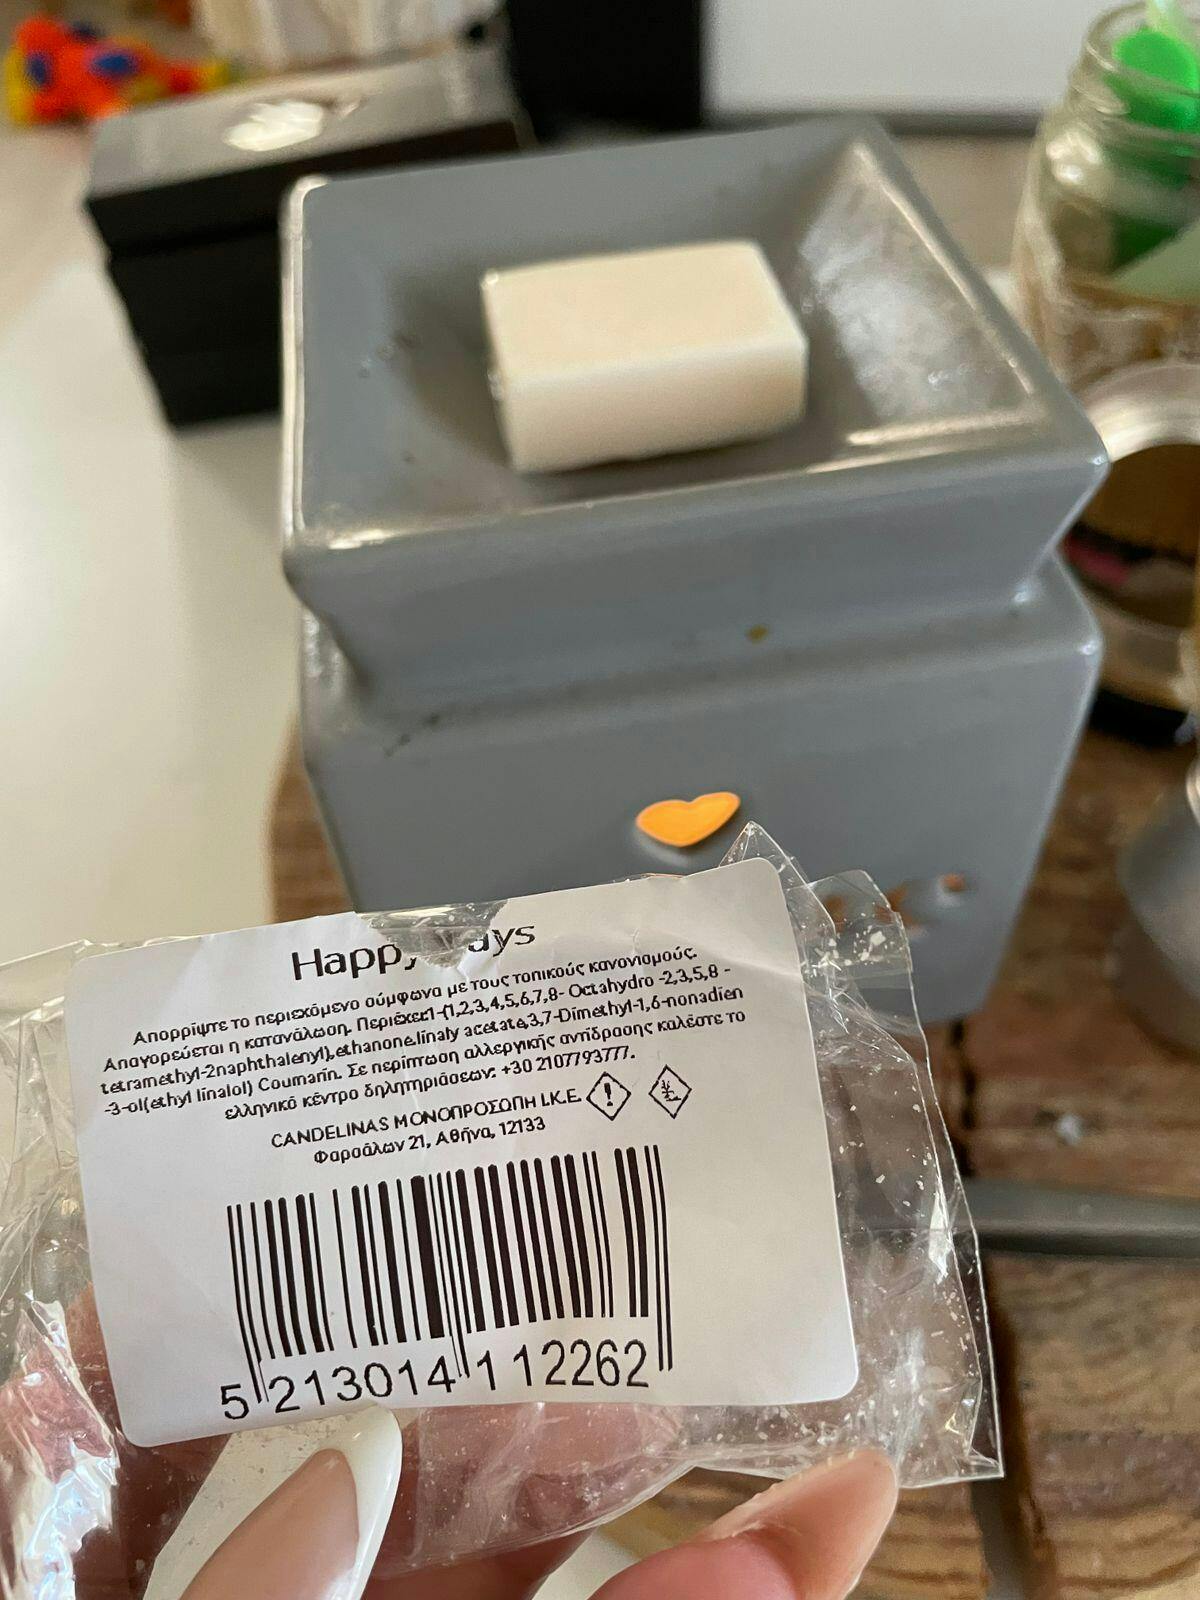 Happy Days
Απορρίψτε το περιεχόμενο σύμφωνα με τους τοπικούς κανονισμούς.
Απαγορεύεται η κατανάλωση. Περιέχει:1-(1,2,3,4,5,6,7,8- Octahydro -2,3,5,8 -
tetramethyl-2naphthalenyl),ethanone.linaly acetate,3,7-Dimethyl-1,6-nonadien
-3-ol(ethyl linalol) Coumarin. Σε περίπτωση αλλεργικής αντίδρασης καλέστε το
ελληνικό κέντρο δηλητηριάσεων: +30 2107793777.
CANDELINAS ΜΟΝΟΠΡΟΣΩΠΗ Ι.Κ.Ε.
Φαρσάλων 21, Αθήνα, 12133
5 213014 112262